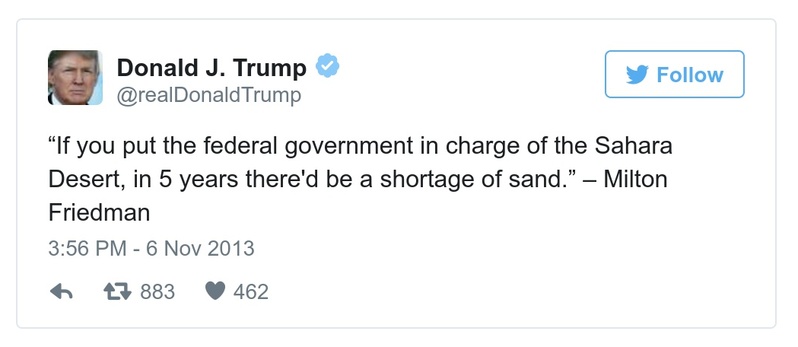 Donald J. Trump
@realDonaldTrump
Follow
“If you put the federal government in charge of the Sahara
Desert, in 5 years there'd be a shortage of sand.” – Milton
Friedman
3:56 PM - 6 Nov 2013
883 462